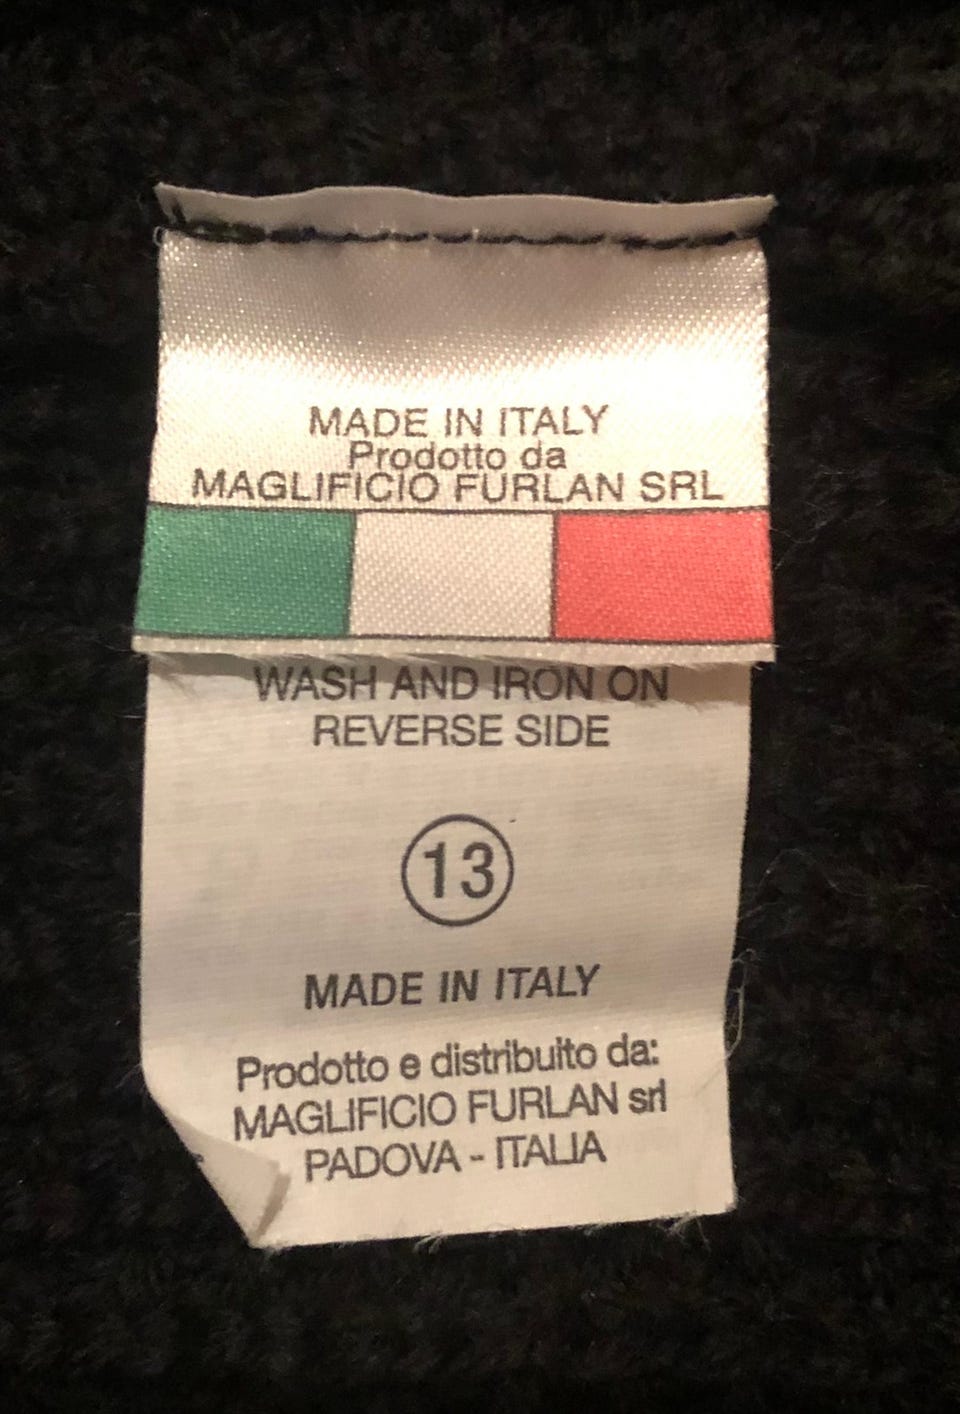 MADE IN ITALY
Prodotto da
MAGLIFICIO FURLAN SRL
WASH AND IRON ON
REVERSE SIDE
13
MADE IN ITALY
Prodotto e distribuito da:
MAGLIFICIO FURLAN srl
PADOVA - ITALIA